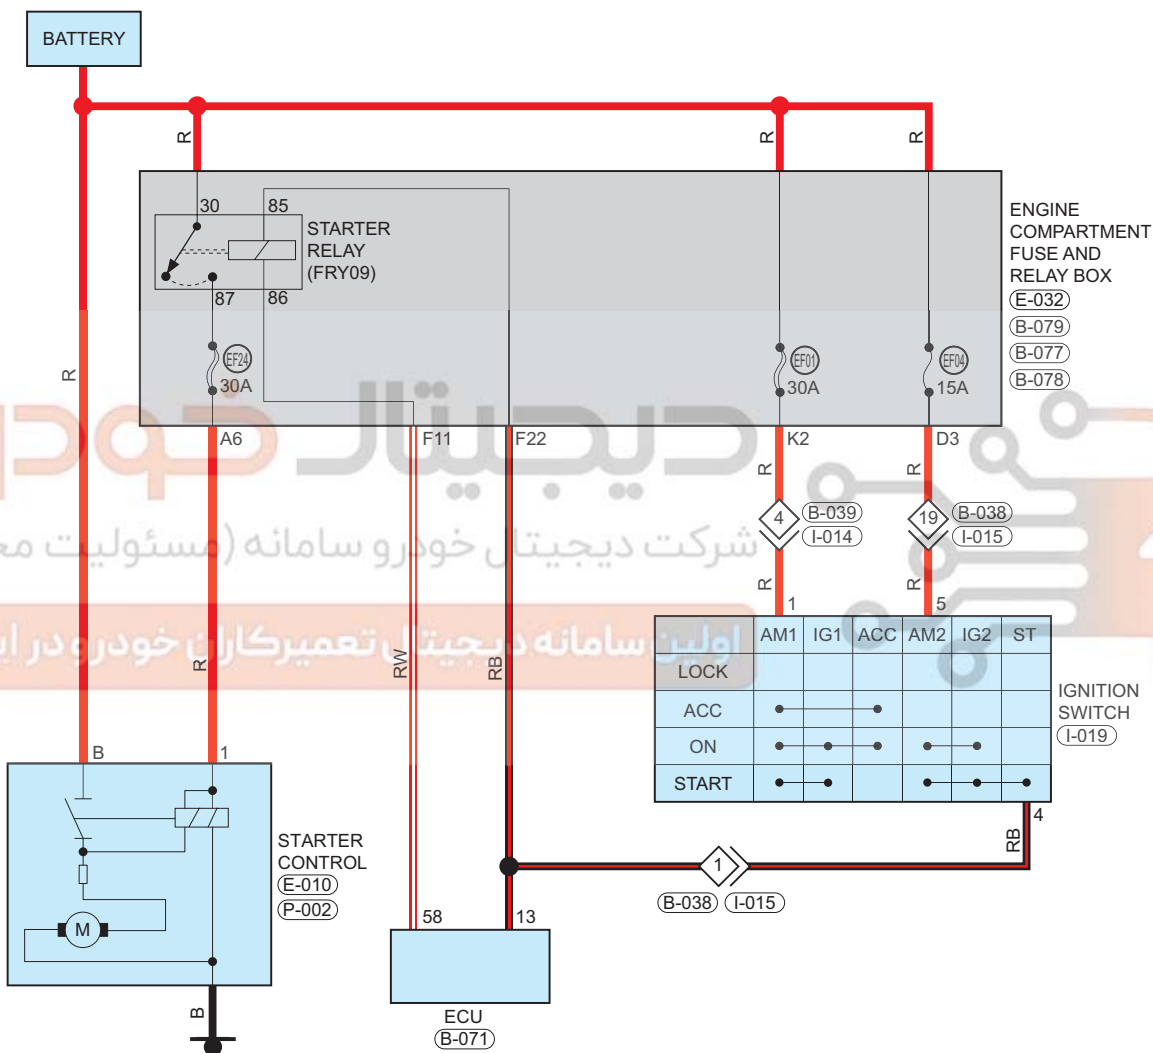 BATTERY
R
R
R
R
30
85
STARTER
RELAY
(FRY09)
87
86
ENGINE
COMPARTMENT
FUSE AND
RELAY BOX
E-032
B-079
B-077
B-078
EF24
30A
EF01
30A
EF04
15A
A6
F11
F22
K2
D3
دیجیتال خودرو
R
R
4
B-039
I-014
19
B-038
I-015
شرکت دیجیتال خودرو سامانه (مسئولیت
R
R
1
5
اولین سامانه دیجیتال تعمیرکاران خودرو در
R
RW
RB
AM1 IG1 ACC AM2 IG2 ST
LOCK
ACC
ON
START
IGNITION
SWITCH
I-019
4
RB
B
1
STARTER
CONTROL
E-010
P-002
M
1
B-038
I-015
58
13
B
ECU
B-071